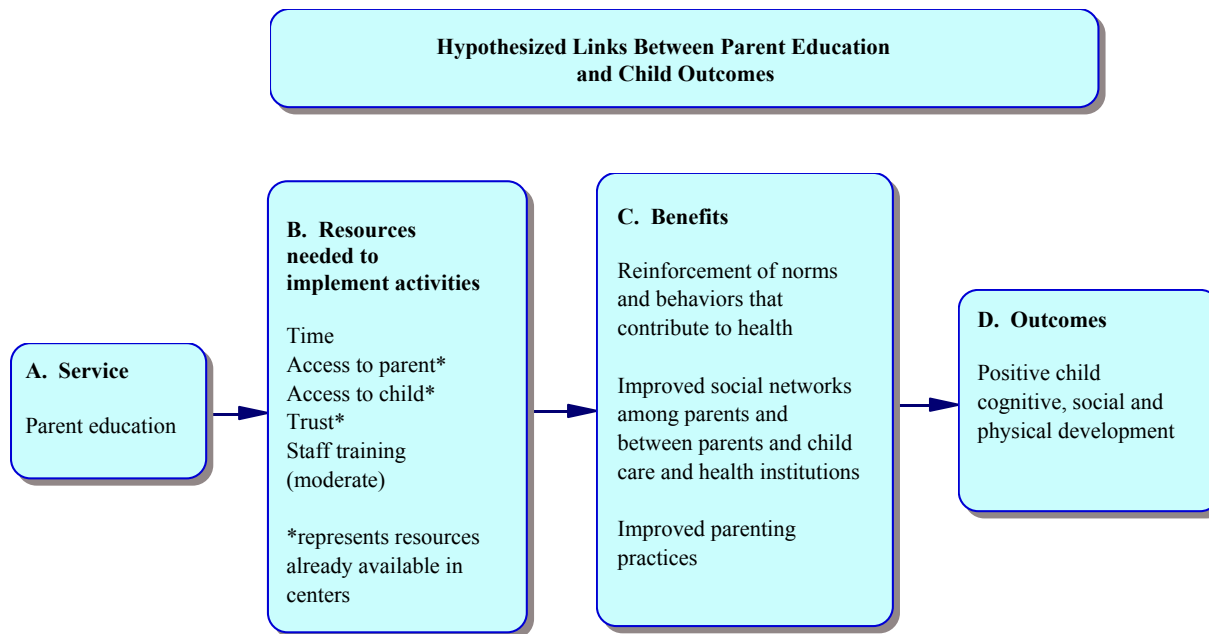 Hypothesized Links Between Parent Education
and Child Outcomes
A. Service
Parent education
B. Resources
needed to
implement activities
Time
Access to parent*
Access to child*
Trust*
Staff training
(moderate)
*represents resources
already available in
centers
C. Benefits
Reinforcement of norms
and behaviors that
contribute to health
Improved social networks
among parents and
between parents and child
care and health institutions
Improved parenting
practices
D. Outcomes
Positive child
cognitive, social and
physical development